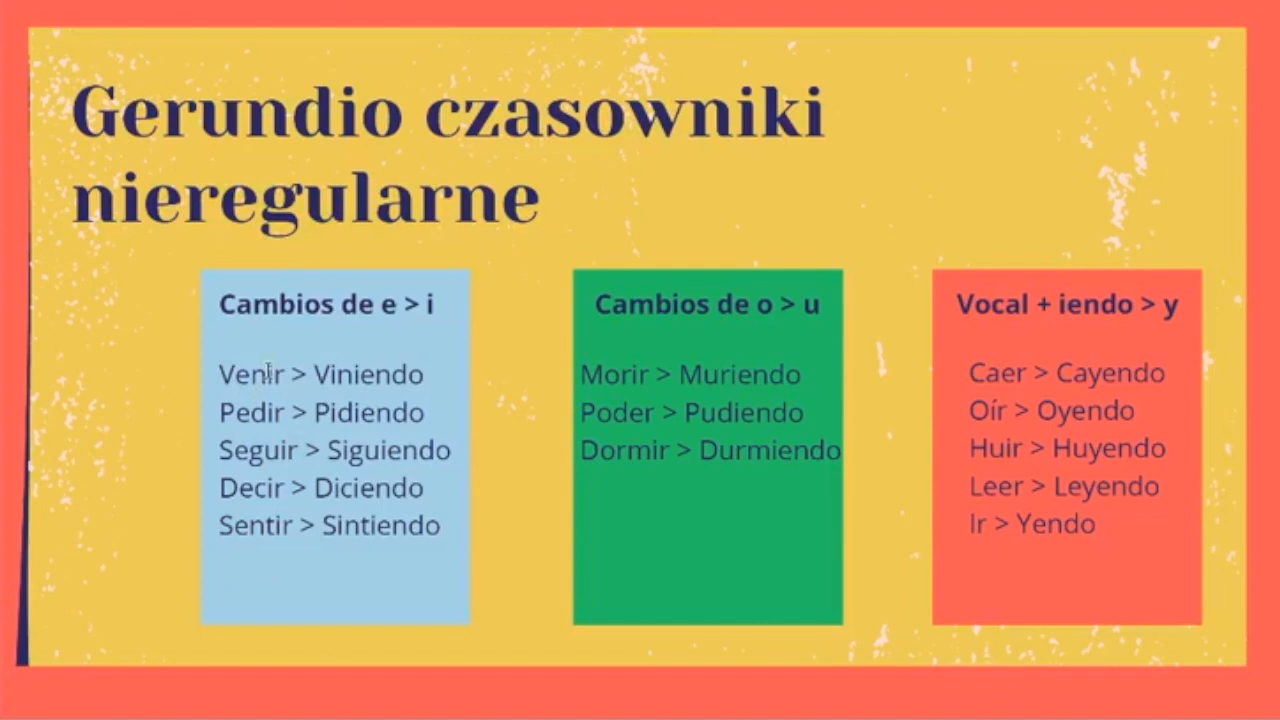 Gerundio czasowniki
nieregularne
Cambios de e > i
Venir > Viniendo
Pedir > Pidiendo
Seguir > Siguiendo
Decir > Diciendo
Sentir > Sintiendo
Cambios de o > u
Morir > Muriendo
Poder > Pudiendo
Dormir > Durmiendo
Vocal + iendo > y
Caer > Cayendo
Oír > Oyendo
Huir > Huyendo
Leer > Leyendo
Ir > Yendo